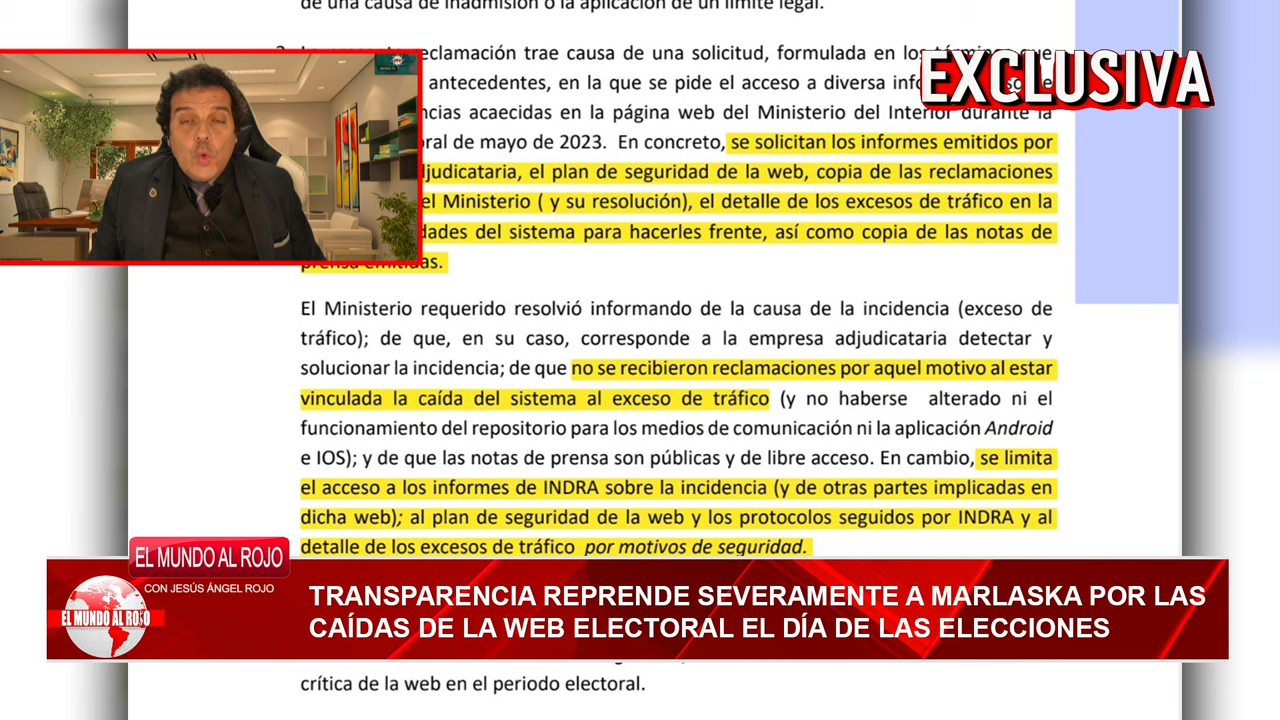 de una causa de inadmisión o la aplicación de un límite legal.
reclamación trae causa de una solicitud, formulada en los términos que
antecedentes, en la que se pide el acceso a diversa
acaecidas en la página web del Ministerio del Interior durante la
de mayo de 2023. En concreto, se solicitan los informes emitidos por
adjudicataria, el plan de seguridad de la web, copia de las reclamaciones
el Ministerio ( y su resolución), el detalle de los excesos de tráfico en la
del sistema para hacerles frente, así como copia de las notas de
prensa emitidas.
EXCLUSIVA
El Ministerio requerido resolvió informando de la causa de la incidencia (exceso de
tráfico); de que, en su caso, corresponde a la empresa adjudicataria detectar y
solucionar la incidencia; de que no se recibieron reclamaciones por aquel motivo al estar
vinculada la caída del sistema al exceso de tráfico (y no haberse alterado ni el
funcionamiento del repositorio para los medios de comunicación ni la aplicación Android
e IOS); y de que las notas de prensa son públicas y de libre acceso. En cambio, se limita
el acceso a los informes de INDRA sobre la incidencia (y de otras partes implicadas en
dicha web); al plan de seguridad de la web y los protocolos seguidos por INDRA y al
detalle de los excesos de tráfico por motivos de seguridad.
EL MUNDO AL ROJO
CON JESÚS ÁNGEL ROJO
EL MUNDO AL ROJO
TRANSPARENCIA REPRENDE SEVERAMENTE A MARLASKA POR LAS
CAÍDAS DE LA WEB ELECTORAL EL DÍA DE LAS ELECCIONES
crítica de la web en el periodo electoral.